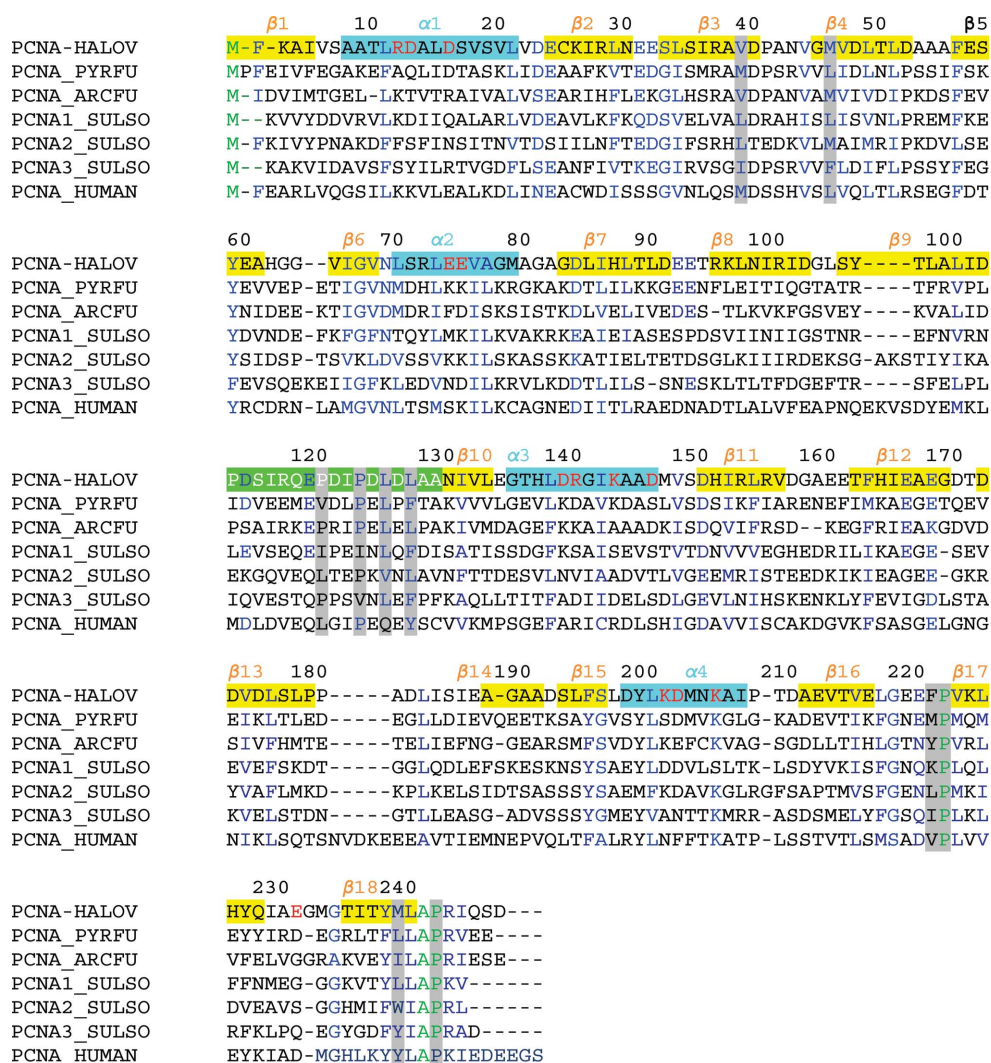 β1 10 α1 20 β2 30 β3 40 β4 50 β5
PCNA-HALOV M-F-KAIVSAATLRDALDSVSVLVDECKIRLNEESLSIRAVDPANVGMVDLTLDAAAFES
PCNA_PYRFU MPFEIVFEGAKEFAQLIDTASKLIDEAAFKVTEDGISMRAMDPSRVVLIDLNLPSSIFSK
PCNA_ARCFU M-IDVIMTGEL-LKTVTRAIVALVSEARIHFLEKGLHSRAVDPANVAMVIVDIPKDSFEV
PCNA1_SULSO M--KVVYDDVRVLKDIIQALARLVDEAVLKFKQDSVELVALDRAHISLISVNLPREMFKE
PCNA2_SULSO M-FKIVYPNAKDFFSFINSITNVTDSIILNFTEDGIFSRHLTEDKVLMAIMRIPKDVLSE
PCNA3_SULSO M--KAKVIDAVSFSYILRTVGDFLSEANFIVTKEGIRVSGIDPSRVVFLDIFLPSSYFEG
PCNA_HUMAN M-FEARLVQGSILKKVLEALKDLINEACWDISSSGVNLQSMDSSHVSLVQLTLRSEGFDT
60 β6 70 α2 80 β7 90 β8 100 β9 100
PCNA-HALOV YEAHGG--VIGVNLSRLEEVAGMAGAGDLIHLTLDEETRKLNIRIDGLSY----TLALID
PCNA_PYRFU YEVVEP-ETIGVNMDHLKKILKRGKAKDTLILKKGEENFLEITIQGTATR----TFRVPL
PCNA_ARCFU YNIDEE-KTIGVDMDRIFDISKSISTKDLVELIVEDES-TLKVKFGSVEY----KVALID
PCNA1_SULSO YDVNDE-FKFGFNTQYLMKILKVAKRKEAIEIASESPDSVIINIIGSTNR----EFNVRN
PCNA2_SULSO YSIDSP-TSVKLDVSSVKKILSKASSKKATIELTETDSGLKIIIRDEKSG-AKSTIYIKA
PCNA3_SULSO FEVSQEKEIIGFKLEDVNDILKRVLKDDTLILS-SNESKLTLTFDGEFTR----SFELPL
PCNA_HUMAN YRCDRN-LAMGVNLTSMSKILKCAGNEDIITLRAEDNADTLALVFEAPNQEKVSDYEMKL
120 130 β10 α3 140 150 β11 160 β12 170
PCNA-HALOV PDSIRQEPDIPDLDLAANIVLEGTHLDRGIKAADMVSDHIRLRVDGAEETFHIEAEGDTD
PCNA_PYRFU IDVEEMEVDLPELPFTAKVVVLGEVLKDAVKDASLVSDSIKFIARENEFIMKAEGETQEV
PCNA_ARCFU PSAIRKEPRIPELELPAKIVMDAGEFKKAIAAADKISDQVIFRSD--KEGFRIEAKGDVD
PCNA1_SULSO LEVSEQEIPEINLQFDISATISSDGFKSAISEVSTVTDNVVVEGHEDRILIKAEGE-SEV
PCNA2_SULSO EKGQVEQLTEPKVNLAVNFTTDESVLNVIAADVTLVGEEMRISTEEDKIKIEAGEE-GKR
PCNA3_SULSO IQVESTQPPSVNLEFPFKAQLLTITFADIIDELSDLGEVLNIHSKENKLYFEVIGDLSTA
PCNA_HUMAN MDLDVEQLGIPEQEYSCVVKMPSGEFARICRDLSHIGDAVVISCAKDGVKFSASGELGNG
β13 180 β14 190 β15 200 α4 210 β16 220 β17
PCNA-HALOV DVDLSLPP-----ADLISIEA-GAADSLFSLDYLKDMNKAIP-TDAEVTVELGEEFPVKL
PCNA_PYRFU EIKLTLED-----EGLLDIEVQEETKSAYGVSYLSDMVKGLG-KADEVTIKFGNEMPMQM
PCNA_ARCFU SIVFHMTE-----TELIEFNG-GEARSMFSVDYLKEFCKVAG-SGDLLTIHLGTNYPVRL
PCNA1_SULSO EVEFSKDT-----GGLQDLEFSKESKNSYSAEYLDDVLSLTK-LSDYVKISFGNQKPLQL
PCNA2_SULSO YVAFLMKD-----KPLKELSIDTSASSSYSAEMFKDAVKGLRGFSAPTMVSFGENLPMKI
PCNA3_SULSO KVELSTDN-----GTLLEASG-ADVSSSYGMEYVANTTKMRR-ASDSMELYFGSQIPLKL
PCNA_HUMAN NIKLSQTSNVDKEEEAVTIEMNEPVQLTFALRYLNFFTKATP-LSSTVTLSMSADVPLVV
230 β18 240
PCNA-HALOV HYQIAEGMGTITYMLAPRIQSD---
PCNA_PYRFU EYYIRD-EGRLTFLLAPRVEE----
PCNA_ARCFU VFELVGGRAKVEYILAPRIESE---
PCNA1_SULSO FFNMEG-GGKVTYLLAPKV------
PCNA2_SULSO DVEAVS-GGHMIFWIAPRL------
PCNA3_SULSO RFKLPQ-EGYGDFYIAPRAD-----
PCNA_HUMAN EYKIAD-MGHLKYYLAPKIEDEEGS